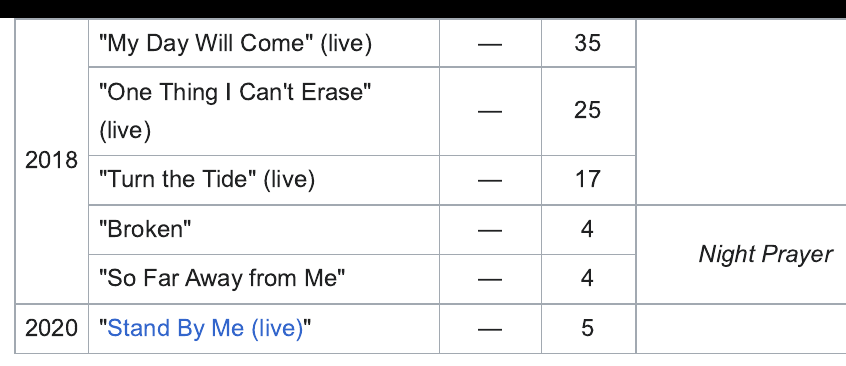 2018
"My Day Will Come" (live) — 35
"One Thing I Can't Erase"
(live) — 25
"Turn the Tide" (live) — 17
"Broken" — 4 Night Prayer
"So Far Away from Me" — 4
2020 "Stand By Me (live)" — 5